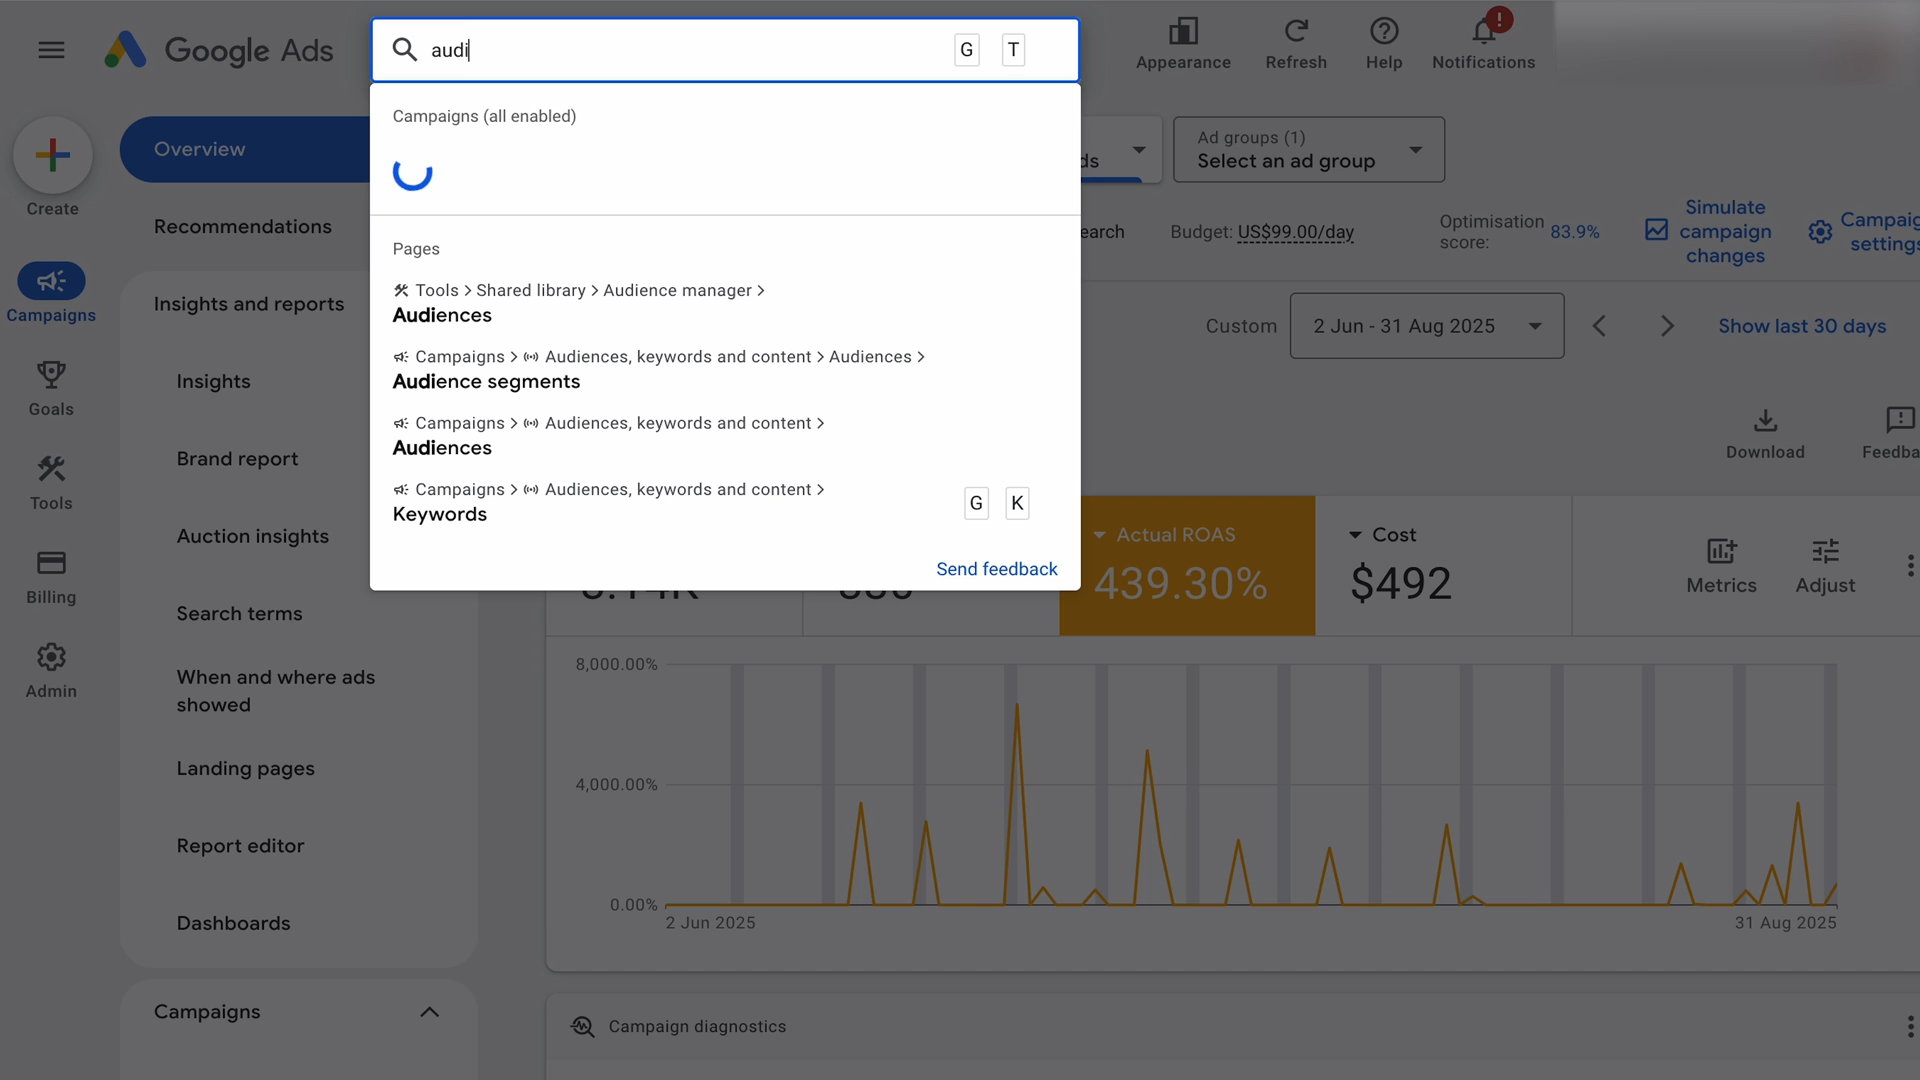 Google Ads
audi
G T
Appearance
Refresh
Help
Notifications
Create
Campaigns
Goals
Tools
Billing
Admin
Overview
Recommendations
Insights and reports
Insights
Brand report
Auction insights
Search terms
When and where ads
showed
Landing pages
Report editor
Dashboards
Campaigns
Campaigns (all enabled)
Pages
Tools > Shared library > Audience manager >
Audiences
Campaigns > Audiences, keywords and content > Audiences >
Audience segments
Campaigns > Audiences, keywords and content >
Audiences
Campaigns > Audiences, keywords and content >
Keywords
G K
Send feedback
Ad groups (1)
Select an ad group
Budget: US$99.00/day
Optimisation
score:
83.9%
Simulate
campaign
changes
Campaig
settings
Custom
2 Jun - 31 Aug 2025
Show last 30 days
Download
Feedba
Actual ROAS
439.30%
Cost
$492
Metrics
Adjust
8,000.00%
4,000.00%
0.00%
2 Jun 2025
31 Aug 2025
Campaign diagnostics